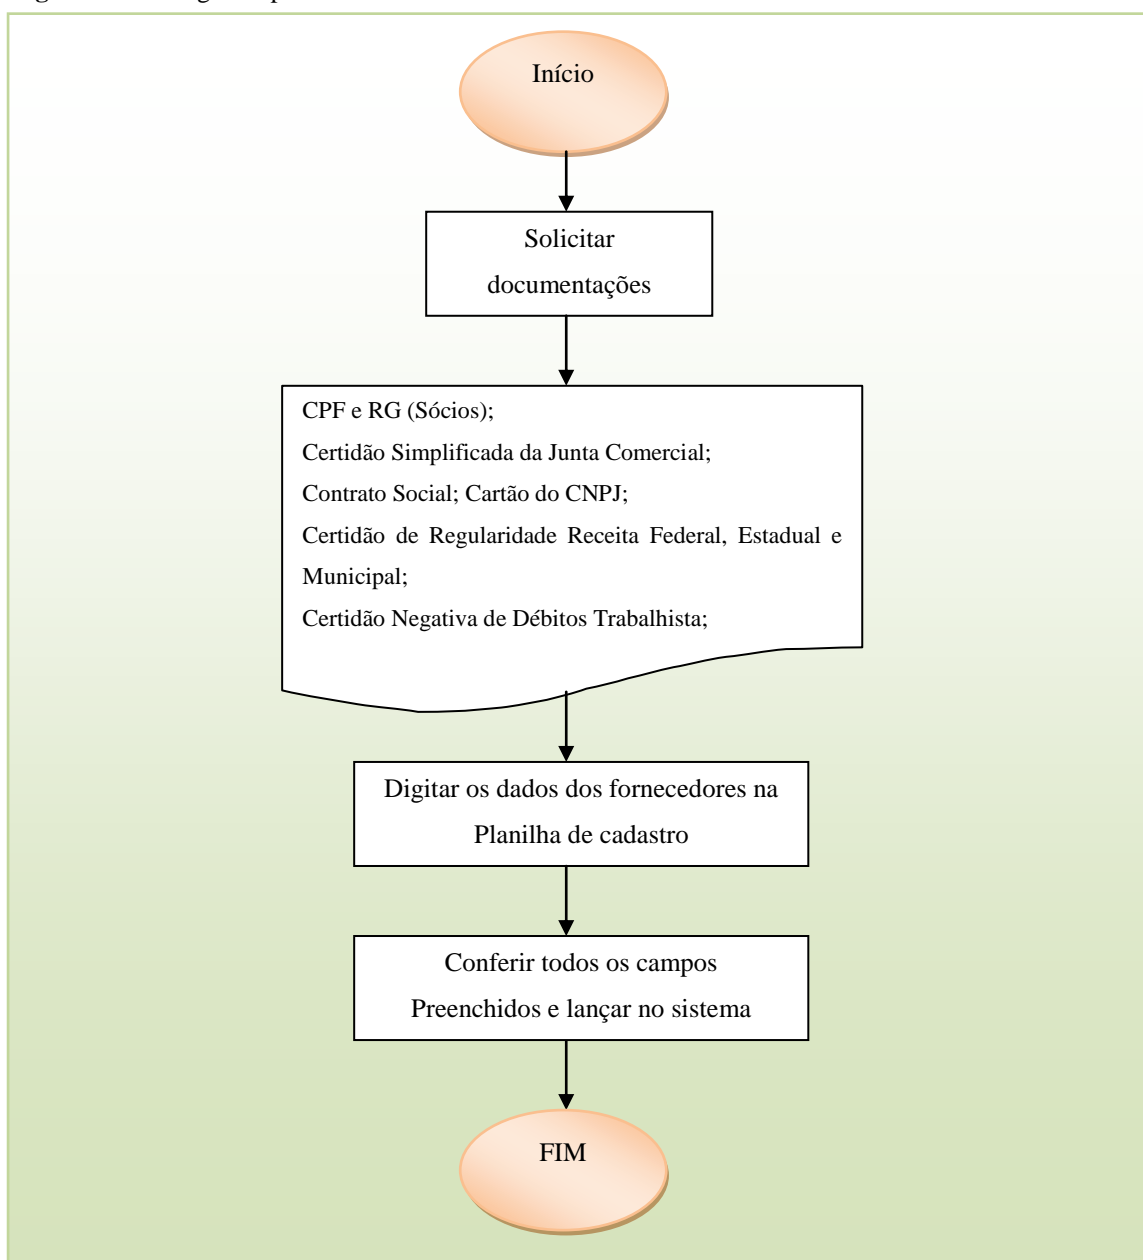 Início
Solicitar
documentações
CPF e RG (Sócios);
Certidão Simplificada da Junta Comercial;
Contrato Social; Cartão do CNPJ;
Certidão de Regularidade Receita Federal, Estadual e
Municipal;
Certidão Negativa de Débitos Trabalhista;
Digitar os dados dos fornecedores na
Planilha de cadastro
Conferir todos os campos
Preenchidos e lançar no sistema
FIM